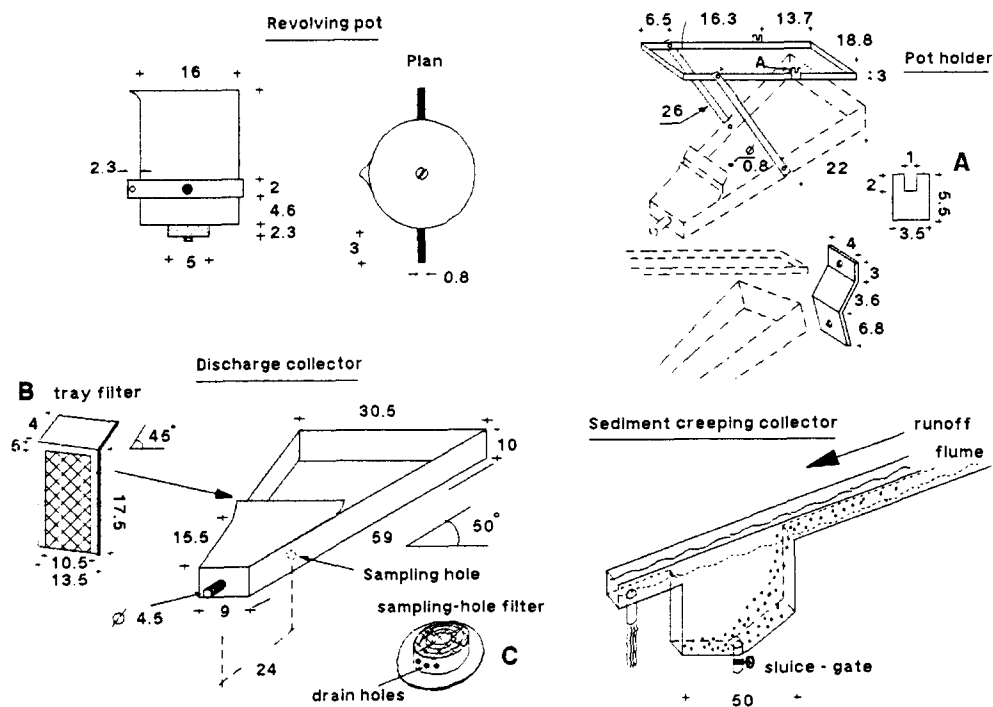 Revolving pot
16
2.3
2
4.6
2.3
5
Plan
3
0.8
6.5
16.3
13.7
18.8
Pot holder
A
3
26
ø
0.8
22
A
1
2
5.5
3.5
4
3
3.6
6.8
Discharge collector
B
tray filter
4
45°
17.5
10.5
13.5
30.5
10
15.5
59
50°
Sampling hole
Ø 4.5
9
24
sampling-hole filter
C
drain holes
Sediment creeping collector
runoff
flume
sluice - gate
50